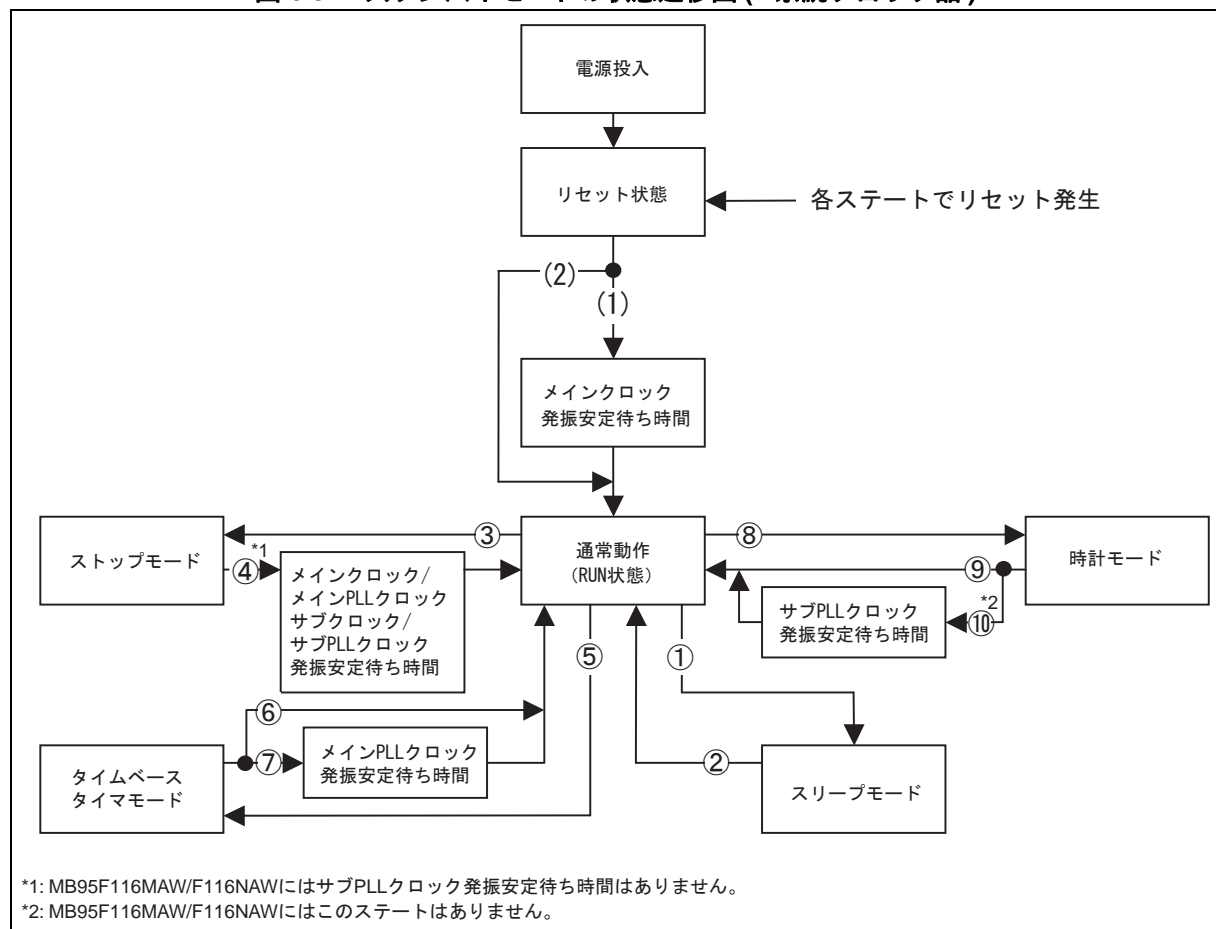 電源投入
リセット状態
各ステートでリセット発生
(2)
(1)
メインクロック
発振安定待ち時間
ストップモード
③
*1
④
メインクロック/
メインPLLクロック
サブクロック/
サブPLLクロック
発振安定待ち時間
通常動作
(RUN状態)
⑧
時計モード
⑨
*2
⑩
サブPLLクロック
発振安定待ち時間
⑤
①
⑥
⑦
メインPLLクロック
発振安定待ち時間
タイムベース
タイマモード
②
スリープモード
*1: MB95F116MAW/F116NAWにはサブPLLクロック発振安定待ち時間はありません。
*2: MB95F116MAW/F116NAWにはこのステートはありません。